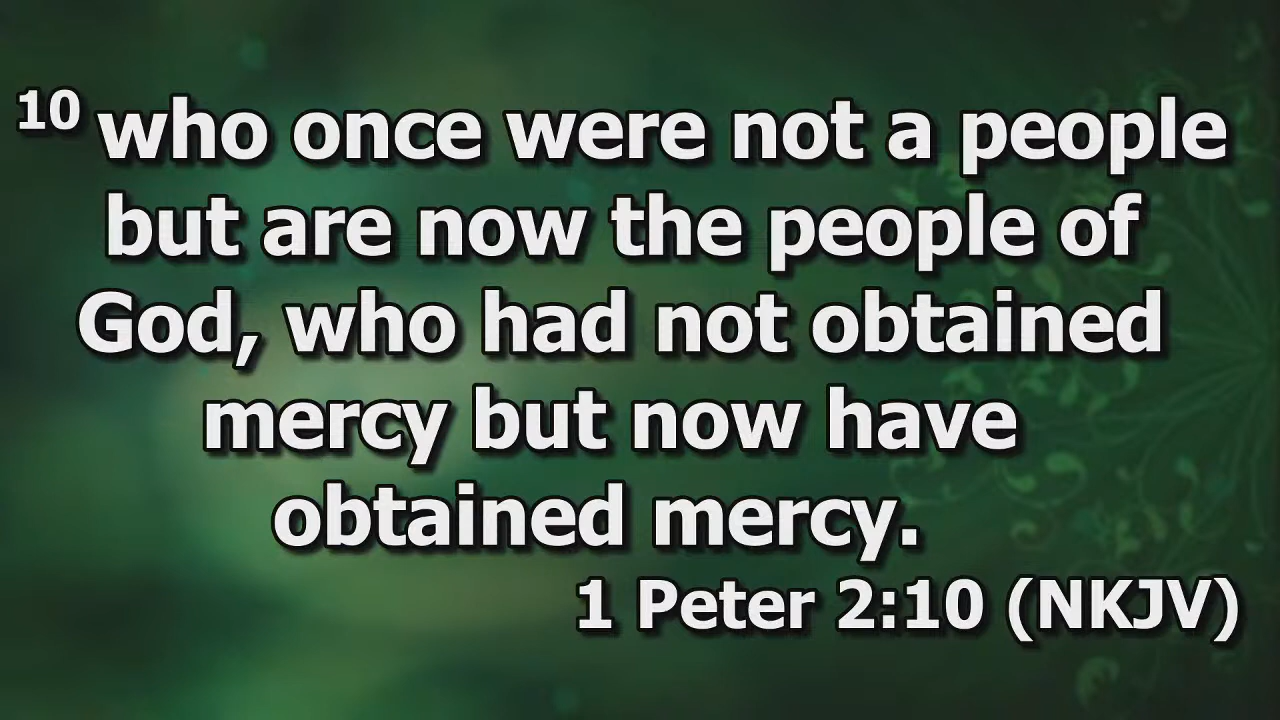 10 who once were not a people
but are now the people of
God, who had not obtained
mercy but now have
obtained mercy.
1 Peter 2:10 (NKJV)